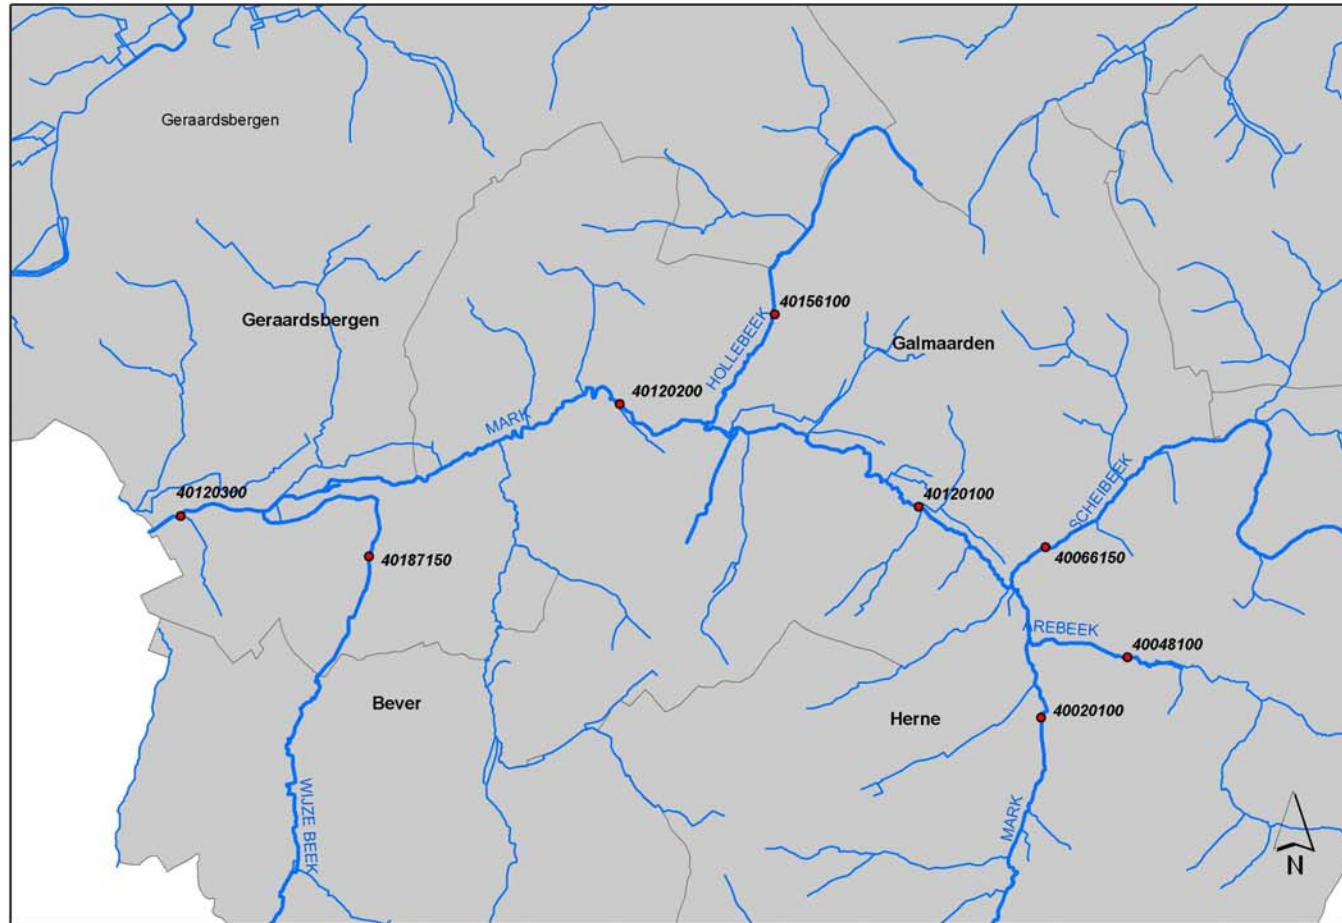 Geraardsbergen
40156100
Geraardsbergen
HOLLEBEEK
Galmaarden
40120200
MARK
40120300
40120100
SCHEIBEEK
40187150
40066150
AREBEEK
40048100
Bever
Herne
40020100
WIJZE BEEK
MARK
N